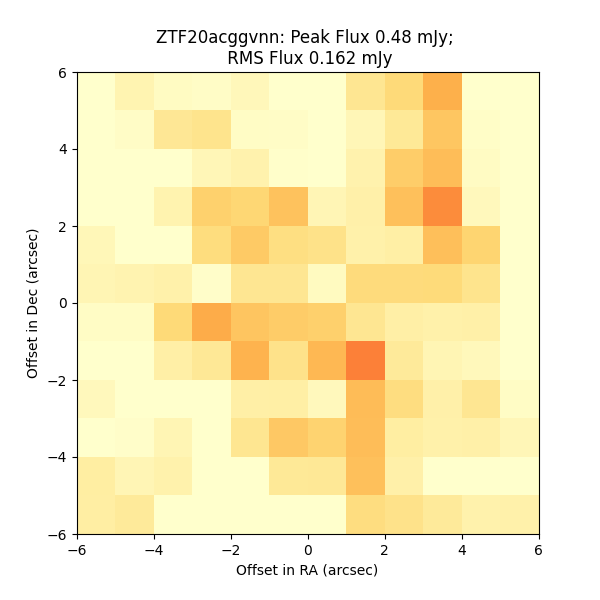 ZTF20acggvnn: Peak Flux 0.48 mJy;
RMS Flux 0.162 mJy
6
4
2
0
−2
−4
−6
Offset in Dec (arcsec)
−6 −4 −2 0 2 4 6
Offset in RA (arcsec)